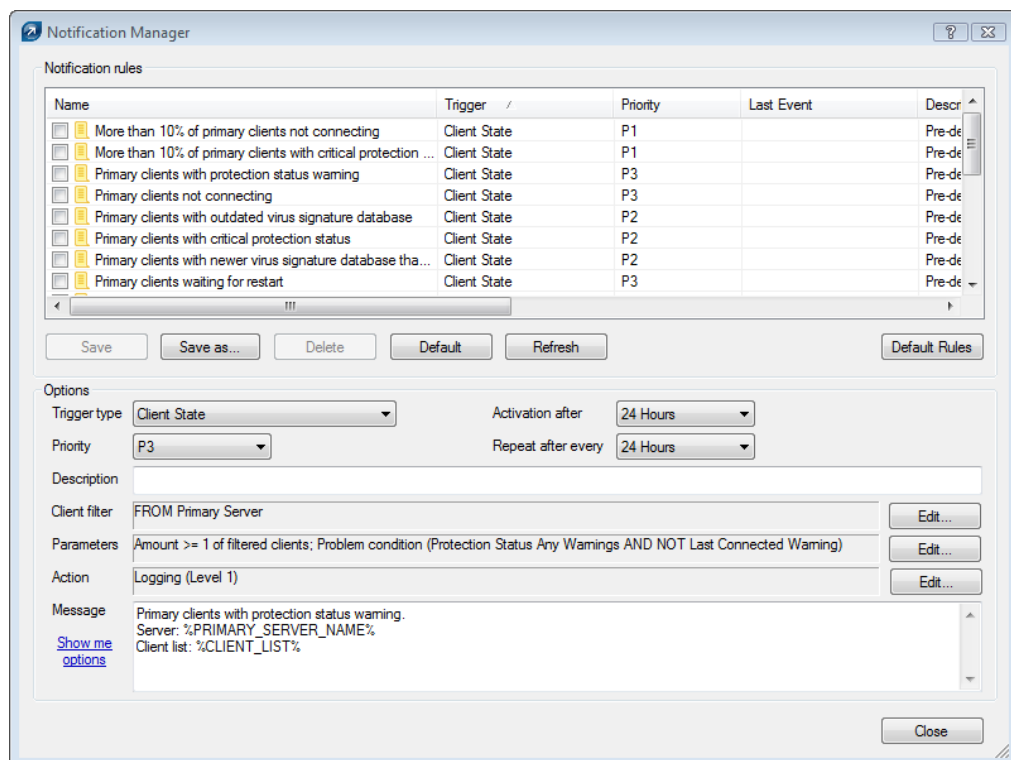 Notification Manager
Notification rules
Name Trigger Priority Last Event Descr
More than 10% of primary clients not connecting Client State P1 Pre-de
More than 10% of primary clients with critical protection ... Client State P1 Pre-de
Primary clients with protection status warning Client State P3 Pre-de
Primary clients not connecting Client State P3 Pre-de
Primary clients with outdated virus signature database Client State P2 Pre-de
Primary clients with critical protection status Client State P2 Pre-de
Primary clients with newer virus signature database tha... Client State P2 Pre-de
Primary clients waiting for restart Client State P3 Pre-de
Save Save as... Delete Default Refresh Default Rules
Options
Trigger type Client State Activation after 24 Hours
Priority P3 Repeat after every 24 Hours
Description
Client filter FROM Primary Server Edit...
Parameters Amount >= 1 of filtered clients; Problem condition (Protection Status Any Warnings AND NOT Last Connected Warning) Edit...
Action Logging (Level 1) Edit...
Message Primary clients with protection status warning.
Server: %PRIMARY_SERVER_NAME%
Client list: %CLIENT_LIST%
Show me
options
Close